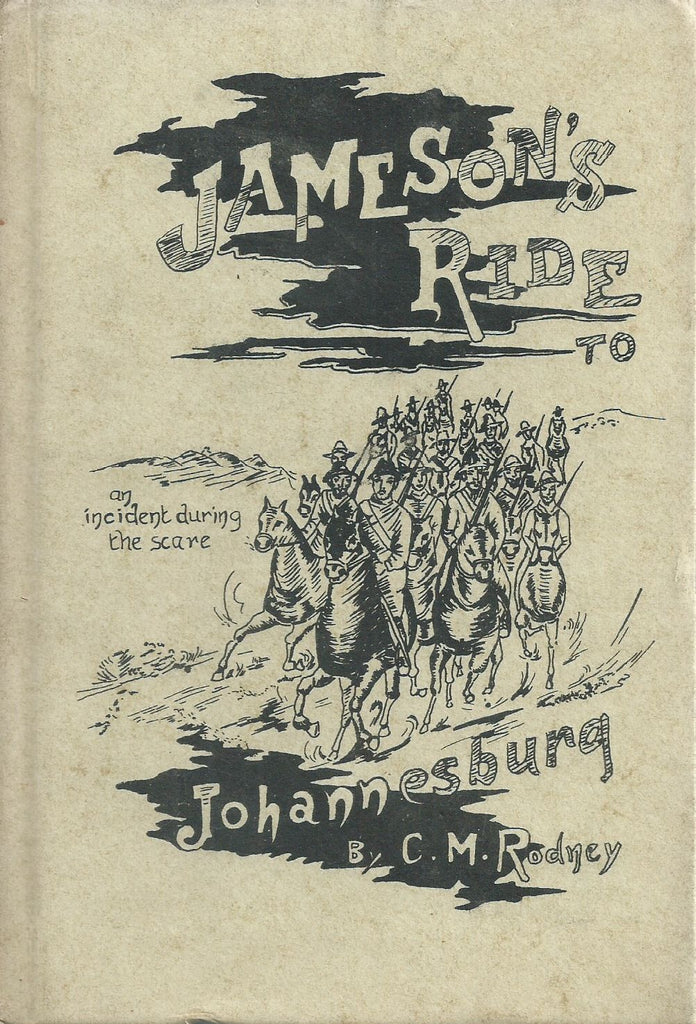 JAMESON'S
RIDE
TO
an
incident during
the scare
Johannesburg
By C. M. Rodney